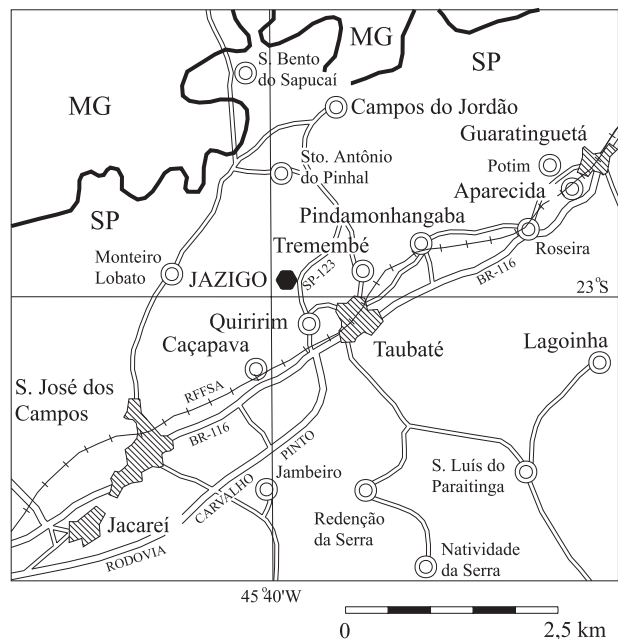 MG
MG
SP
S. Bento
do Sapucaí
Campos do Jordão
Guaratinguetá
Sto. Antônio
do Pinhal
Potim
Aparecida
SP
Pindamonhangaba
Roseira
Tremembé
Monteiro
Lobato
JAZIGO
SP-123
BR-116
23°S
Quiririm
Caçapava
Taubaté
Lagoinha
S. José dos
Campos
RFFSA
BR-116
PINTO
CARVALHO
RODOVIA
Jambeiro
S. Luís do
Paraitinga
Jacareí
Redenção
da Serra
Natividade
da Serra
45°40'W
0
2,5 km